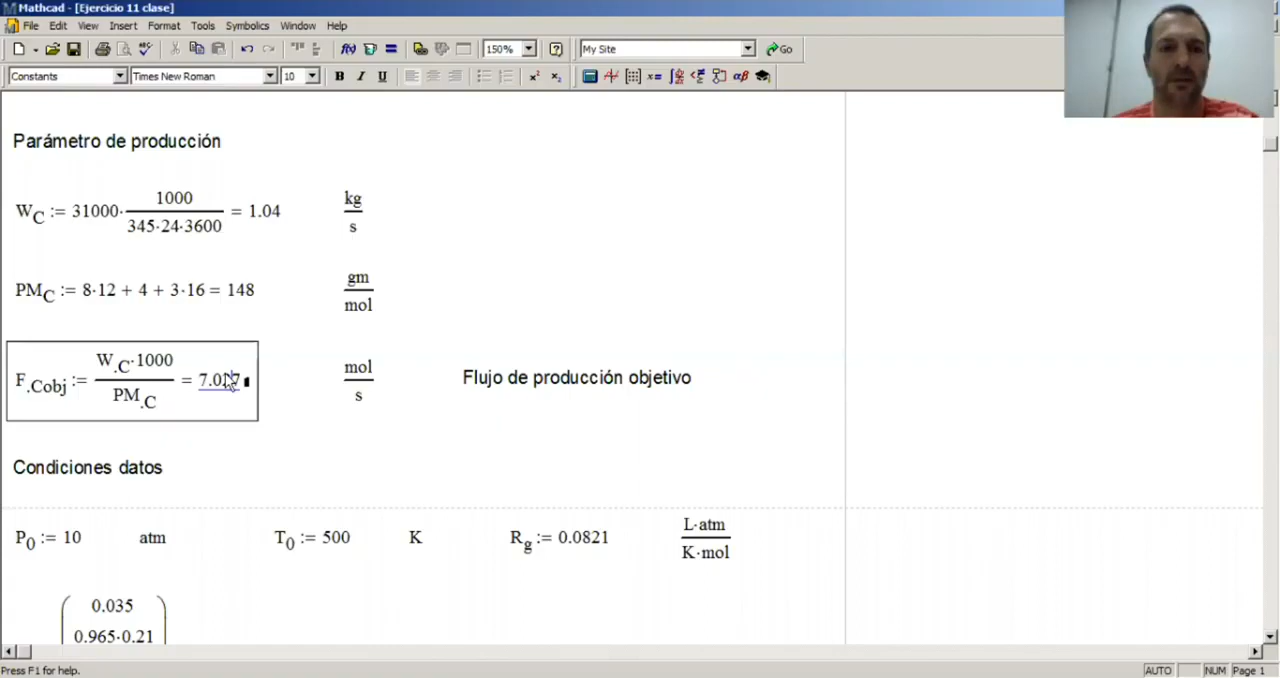 Mathcad - [Ejercicio 11 clase]
File Edit View Insert Format Tools Symbolics Window Help
150% My Site Go
Constants Times New Roman 10 B I U
Parámetro de producción
W_C := 31000·1000/(345·24·3600) = 1.04 kg/s
PM_C := 8·12 + 4 + 3·16 = 148 gm/mol
F_.Cobj := W_.C·1000/PM_.C = mol/s Flujo de producción objetivo
Condiciones datos
P_0 := 10 atm T_0 := 500 K R_g := 0.0821 L·atm/K·mol
0.035
0.965·0.21
Press F1 for help. AUTO NUM Page 1